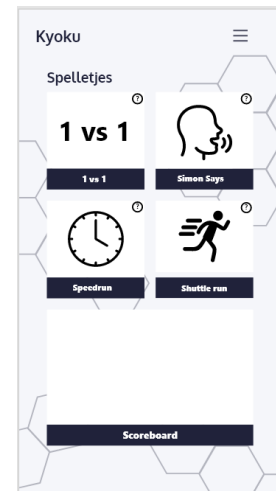 Kyoku
Spelletjes
?
?
1 vs 1
1 vs 1
Simon Says
?
?
Speedrun
Shuttle run
Scoreboard